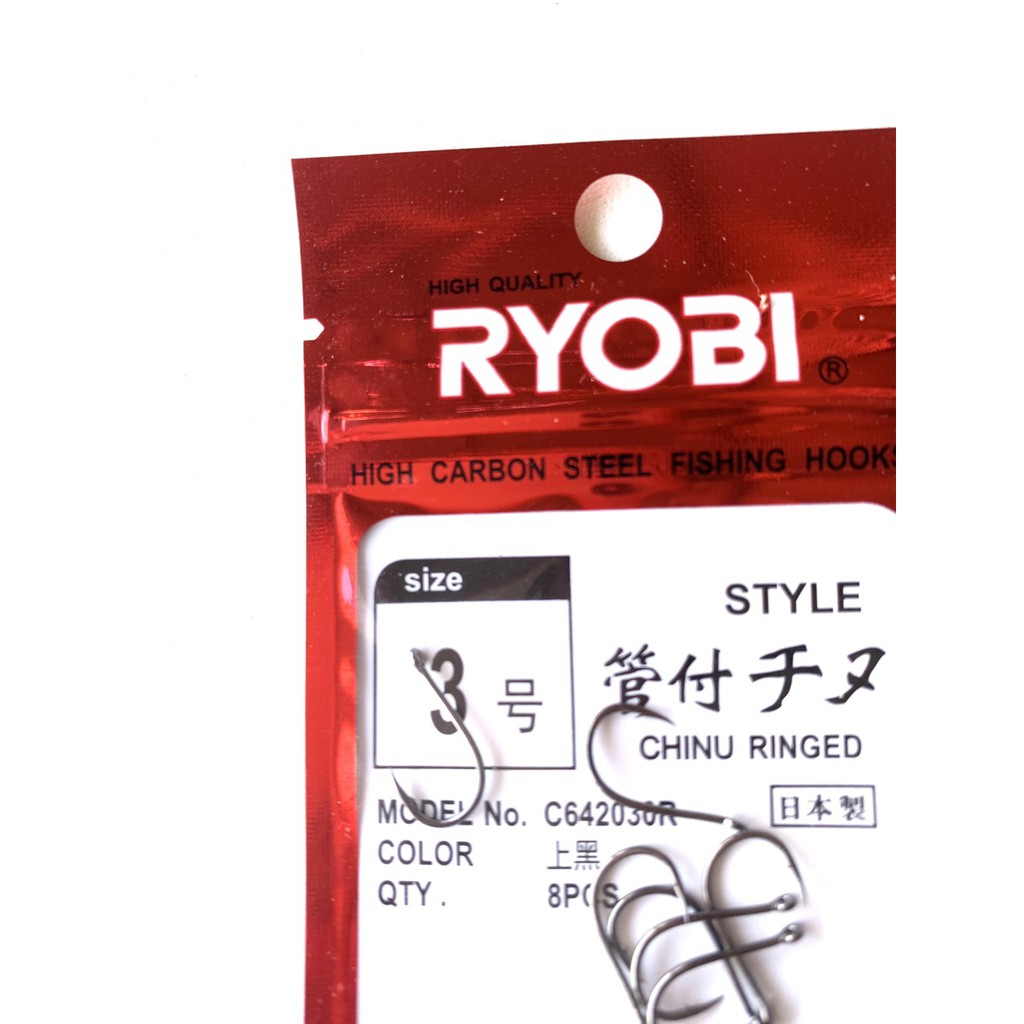 HIGH QUALITY
RYOBI®
HIGH CARBON STEEL FISHING HOOKS
size
3号
STYLE
管付チヌ
CHINU RINGED
MODEL No. C642030R
日本製
COLOR 上黑
QTY. 8PCS